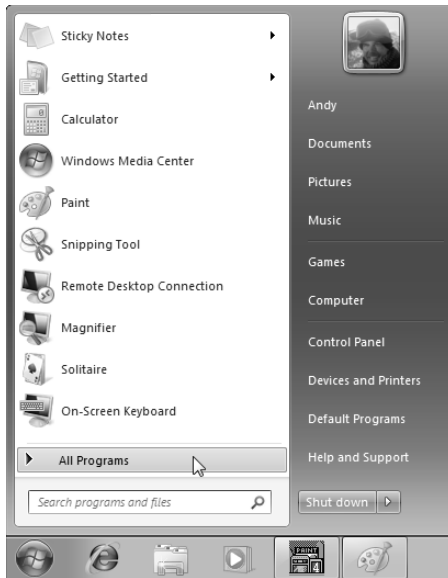 Sticky Notes
Getting Started
Calculator
Windows Media Center
Paint
Snipping Tool
Remote Desktop Connection
Magnifier
Solitaire
On-Screen Keyboard
All Programs
Search programs and files
Andy
Documents
Pictures
Music
Games
Computer
Control Panel
Devices and Printers
Default Programs
Help and Support
Shut down
PAINT
4